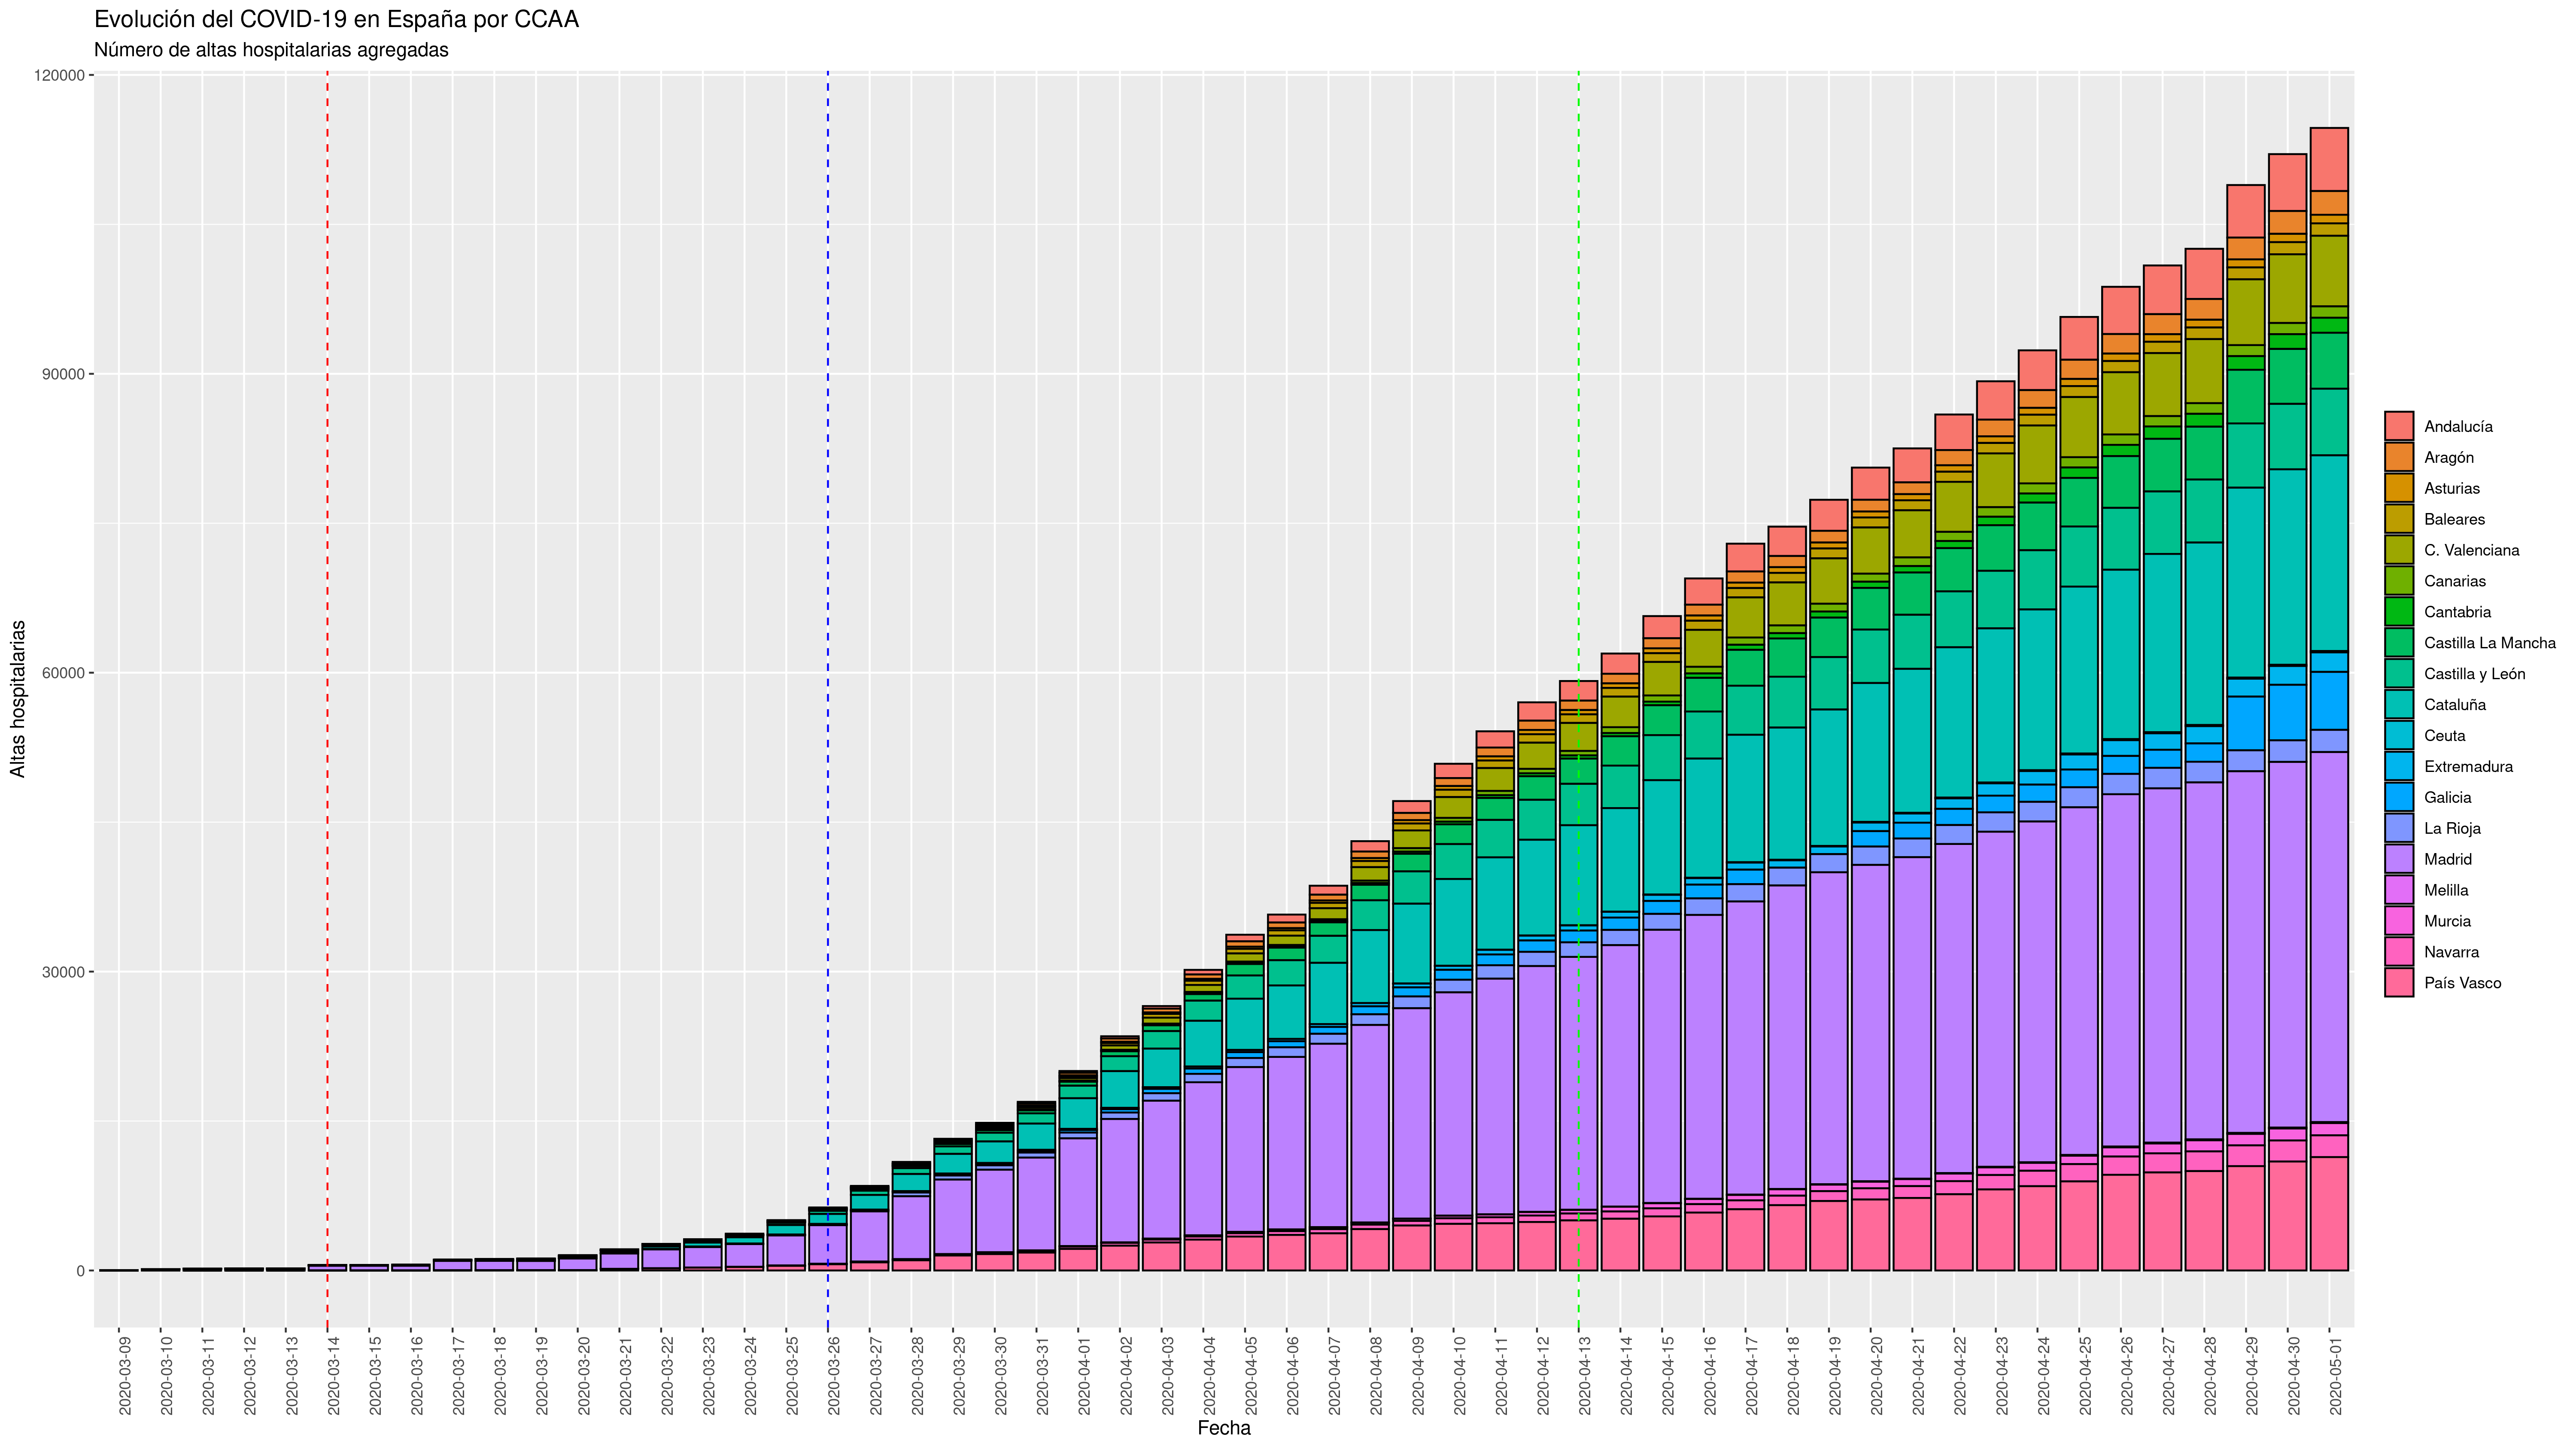 Evolución del COVID-19 en España por CCAA
Número de altas hospitalarias agregadas
Altas hospitalarias
120000
90000
60000
30000
0
2020-03-09
2020-03-10
2020-03-11
2020-03-12
2020-03-13
2020-03-14
2020-03-15
2020-03-16
2020-03-17
2020-03-18
2020-03-19
2020-03-20
2020-03-21
2020-03-22
2020-03-23
2020-03-24
2020-03-25
2020-03-26
2020-03-27
2020-03-28
2020-03-29
2020-03-30
2020-03-31
2020-04-01
2020-04-02
2020-04-03
2020-04-04
2020-04-05
2020-04-06
2020-04-07
2020-04-08
2020-04-09
2020-04-10
2020-04-11
2020-04-12
2020-04-13
2020-04-14
2020-04-15
2020-04-16
2020-04-17
2020-04-18
2020-04-19
2020-04-20
2020-04-21
2020-04-22
2020-04-23
2020-04-24
2020-04-25
2020-04-26
2020-04-27
2020-04-28
2020-04-29
2020-04-30
2020-05-01
Fecha
Andalucía
Aragón
Asturias
Baleares
C. Valenciana
Canarias
Cantabria
Castilla La Mancha
Castilla y León
Cataluña
Ceuta
Extremadura
Galicia
La Rioja
Madrid
Melilla
Murcia
Navarra
País Vasco